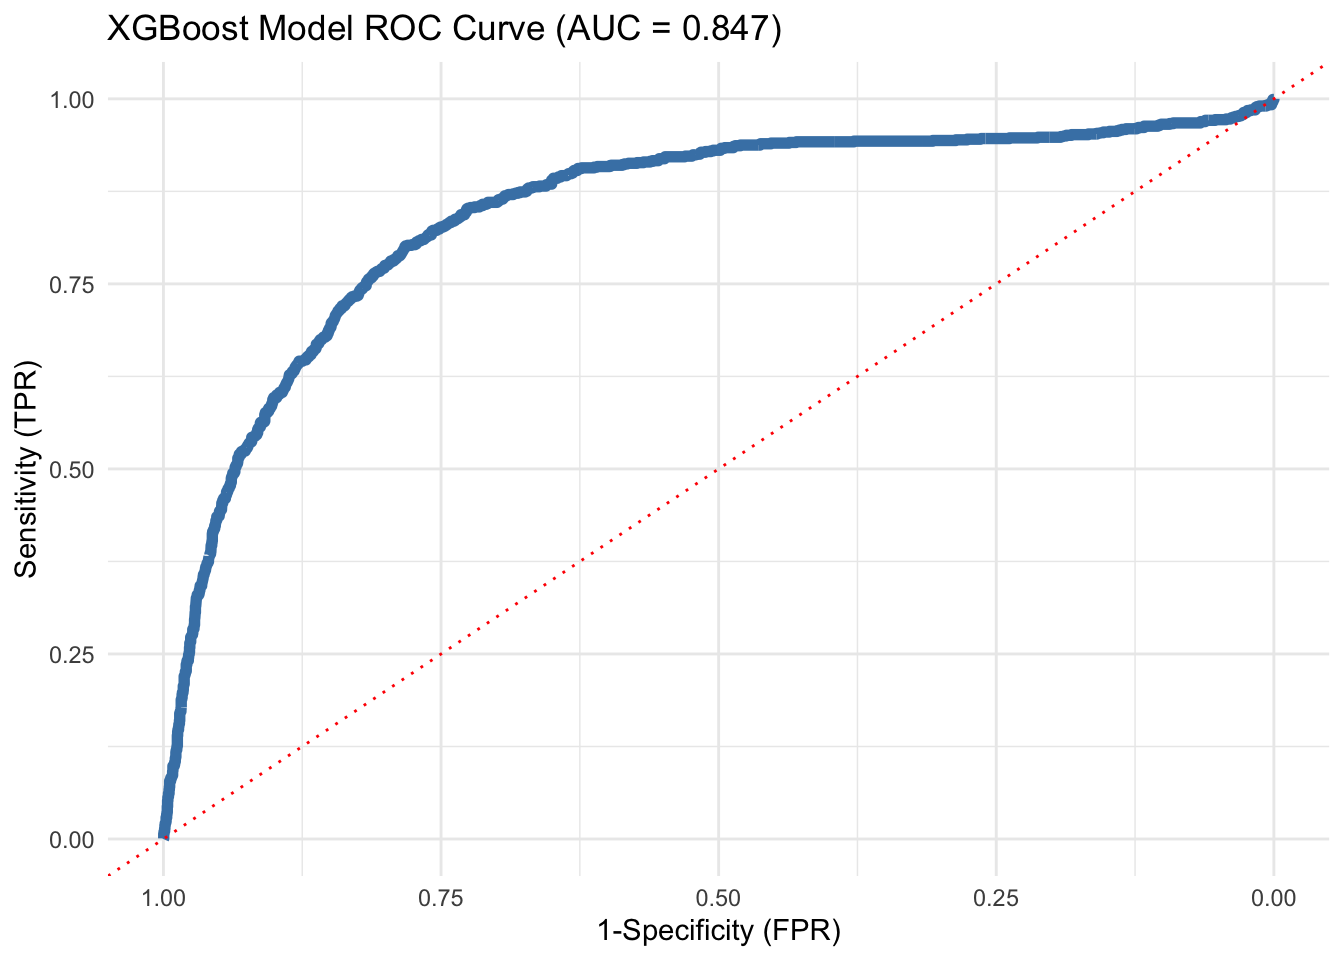 XGBoost Model ROC Curve (AUC = 0.847)
1.00
0.75
0.50
0.25
0.00
Sensitivity (TPR)
1.00 0.75 0.50 0.25 0.00
1-Specificity (FPR)